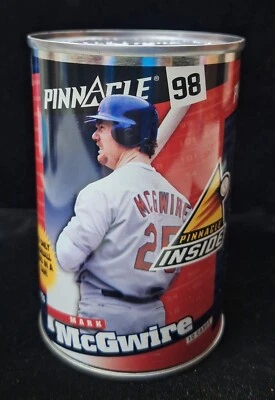 PINNACLE 98
McGWIRE
25
PINNACLE
INSIDE
MARK
McGwire